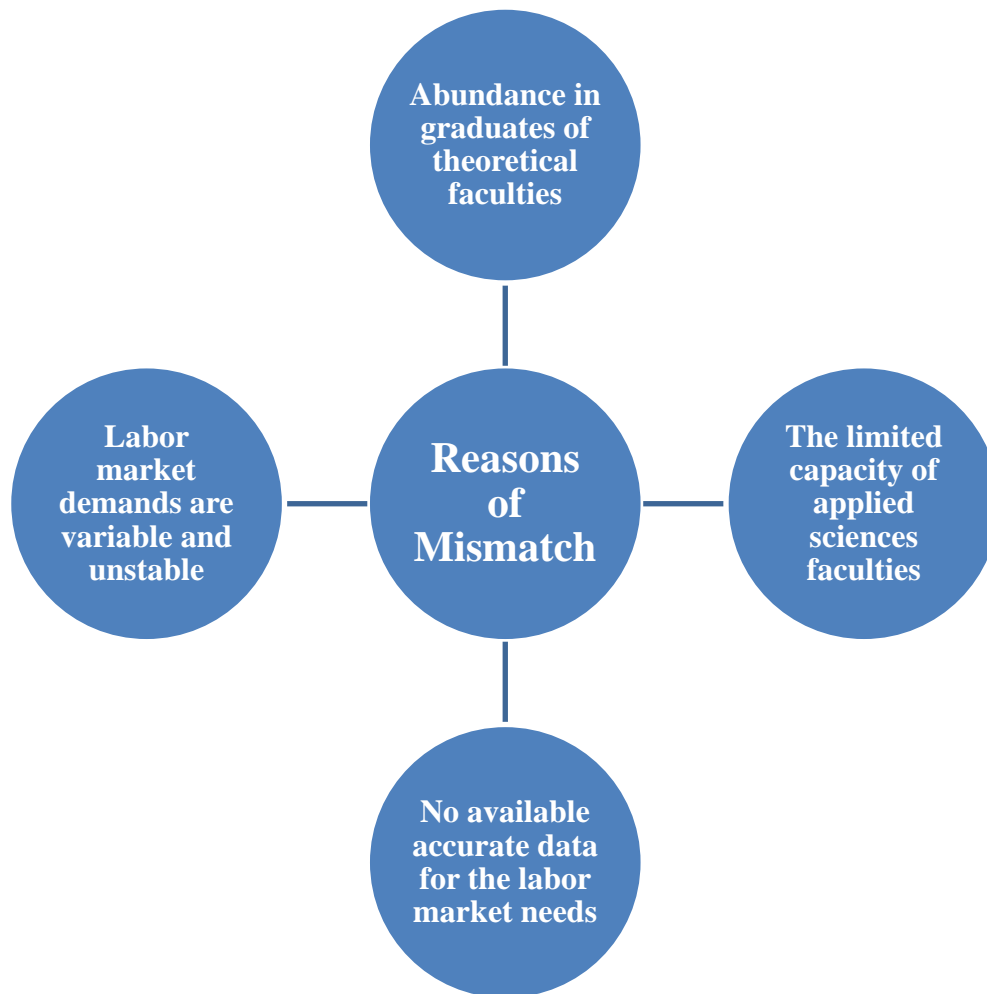 Abundance in
graduates of
theoretical
faculties
Labor
market
demands are
variable and
unstable
Reasons
of
Mismatch
The limited
capacity of
applied
sciences
faculties
No available
accurate data
for the labor
market needs